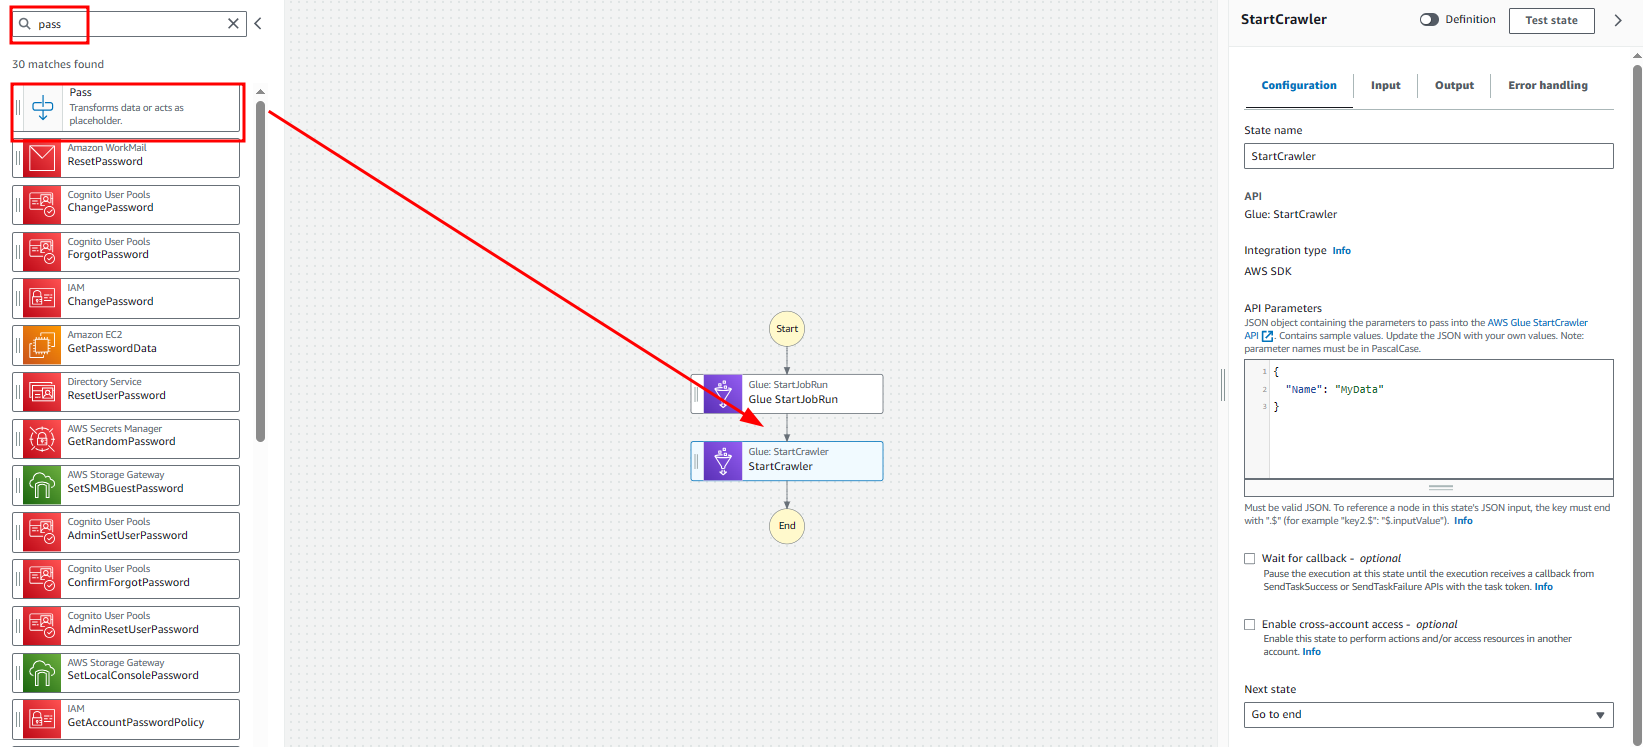 pass
30 matches found
Pass
Transforms data or acts as
placeholder.
Amazon WorkMail
ResetPassword
Cognito User Pools
ChangePassword
Cognito User Pools
ForgotPassword
IAM
ChangePassword
Amazon EC2
GetPasswordData
Directory Service
ResetUserPassword
AWS Secrets Manager
GetRandomPassword
AWS Storage Gateway
SetSMBGuestPassword
Cognito User Pools
AdminSetUserPassword
Cognito User Pools
ConfirmForgotPassword
Cognito User Pools
AdminResetUserPassword
AWS Storage Gateway
SetLocalConsolePassword
IAM
GetAccountPasswordPolicy
Start
Glue: StartJobRun
Glue StartJobRun
Glue: StartCrawler
StartCrawler
End
StartCrawler
Definition
Test state
Configuration
Input
Output
Error handling
State name
StartCrawler
API
Glue: StartCrawler
Integration type Info
AWS SDK
API Parameters
JSON object containing the parameters to pass into the AWS Glue StartCrawler
API. Contains sample values. Update the JSON with your own values. Note:
parameter names must be in PascalCase.
1 {
2 "Name": "MyData"
3 }
Must be valid JSON. To reference a node in this state's JSON input, the key must end
with ".$" (for example "key2.$": "$.inputValue"). Info
Wait for callback - optional
Pause the execution at this state until the execution receives a callback from
SendTaskSuccess or SendTaskFailure APIs with the task token. Info
Enable cross-account access - optional
Enable this state to perform actions and/or access resources in another
account. Info
Next state
Go to end